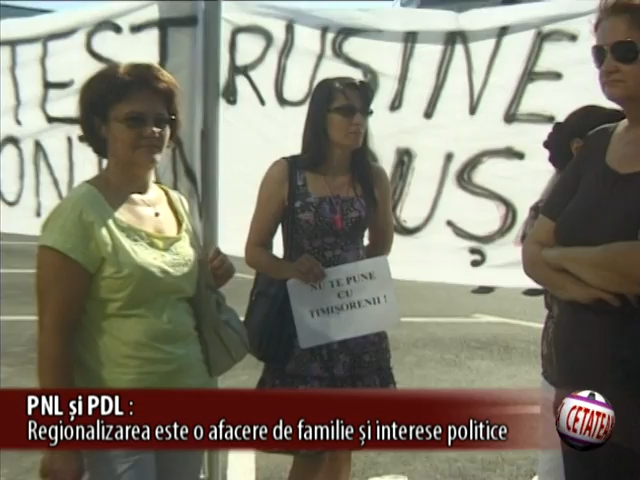 TEST RUSINE
UȘ
NU TE PUNE
CU
TIMIȘORENII !
PNL și PDL :
Regionalizarea este o afacere de familie și interese politice
CETATEA